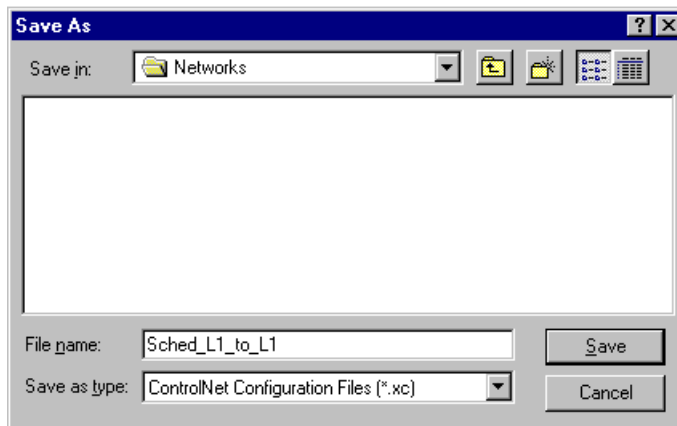 Save As
Save in: Networks
File name: Sched_L1_to_L1 Save
Save as type: ControlNet Configuration Files (*.xc) Cancel